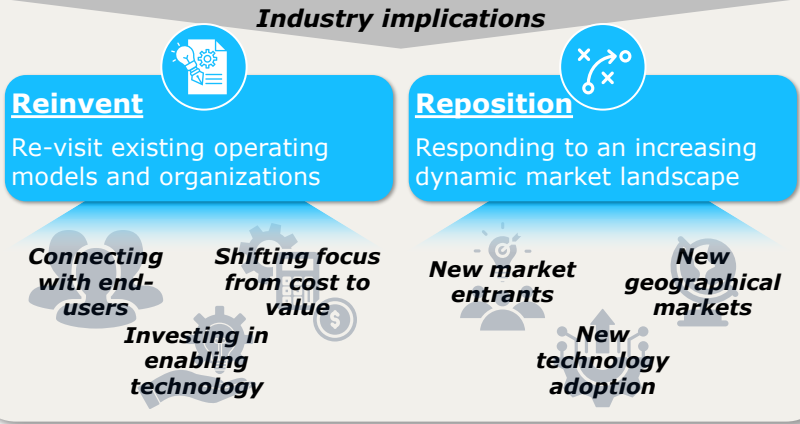 Industry implications
Reinvent
Re-visit existing operating
models and organizations
Connecting
with end-
users
Shifting focus
from cost to
value
Investing in
enabling
technology
Reposition
Responding to an increasing
dynamic market landscape
New market
entrants
New
geographical
markets
New
technology
adoption